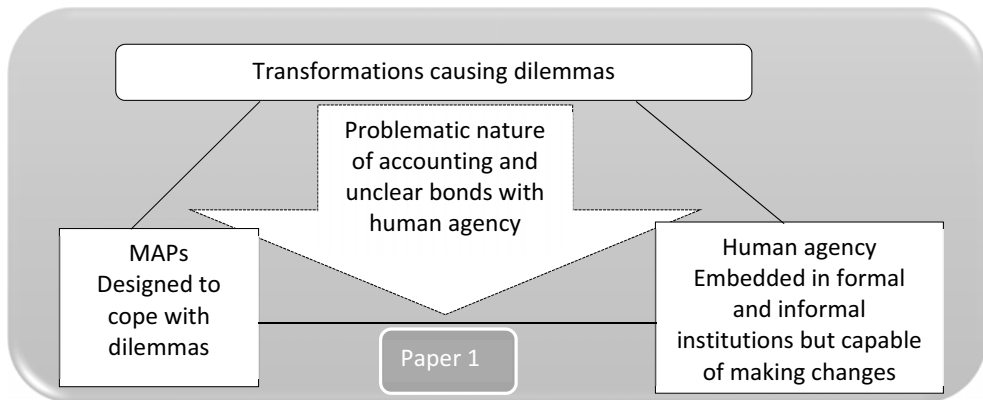 Transformations causing dilemmas
Problematic nature
of accounting and
unclear bonds with
human agency
MAPs
Designed to
cope with
dilemmas
Human agency
Embedded in formal
and informal
institutions but capable
of making changes
Paper 1